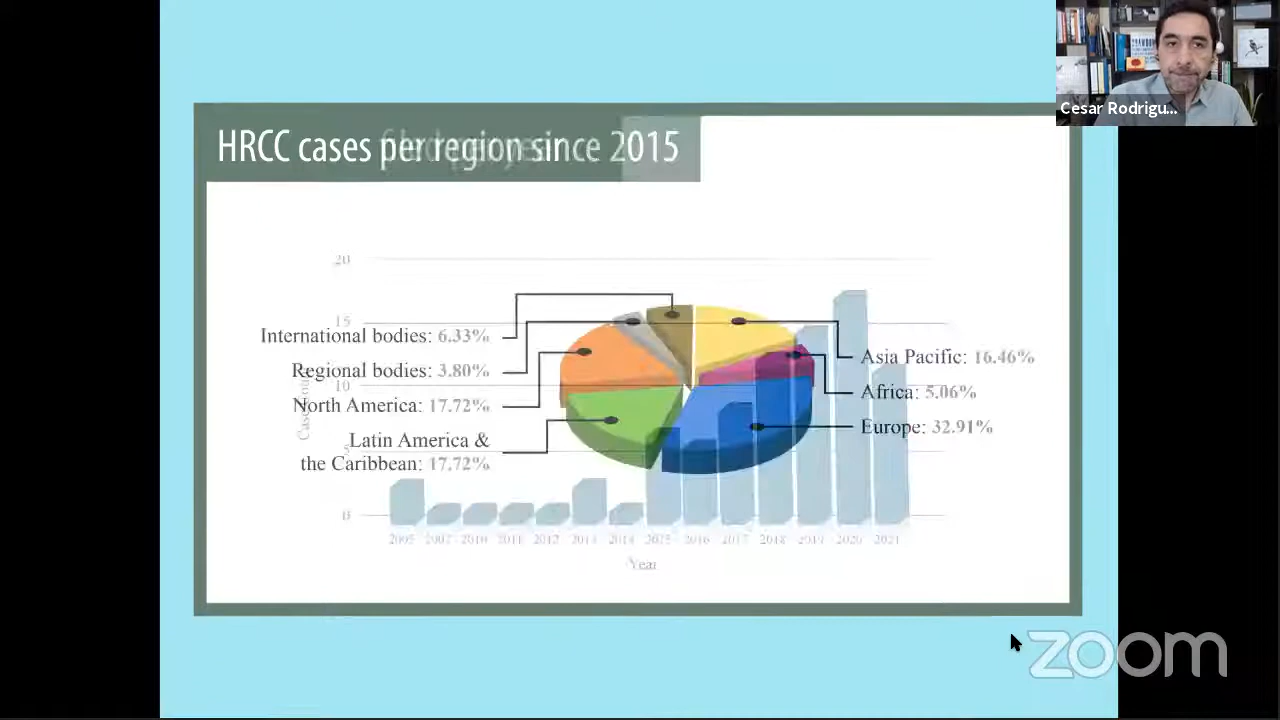 Cesar Rodrigu...
HRCC cases per region since 2015
20
15
10
0
International bodies: 6.33%
Regional bodies: 3.80%
North America: 17.72%
Latin America &
the Caribbean: 17.72%
Asia Pacific: 16.46%
Africa: 5.06%
Europe: 32.91%
2005 2007 2010 2011 2012 2013 2014 2015 2016 2017 2018 2019 2020 2021
Year
zoom